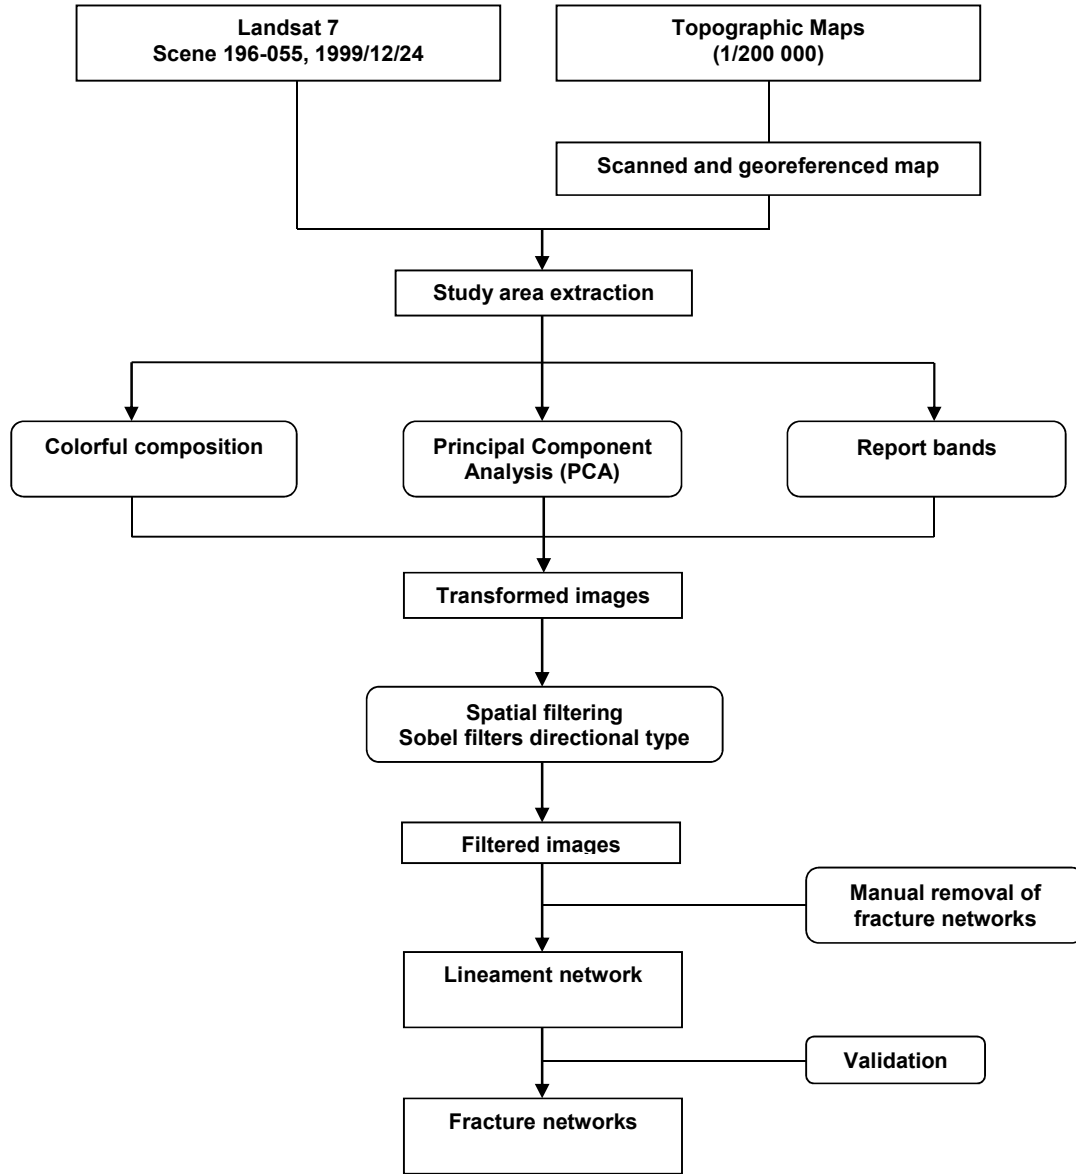 Landsat 7
Scene 196-055, 1999/12/24
Topographic Maps
(1/200 000)
Scanned and georeferenced map
Study area extraction
Colorful composition
Principal Component
Analysis (PCA)
Report bands
Transformed images
Spatial filtering
Sobel filters directional type
Filtered images
Manual removal of
fracture networks
Lineament network
Validation
Fracture networks